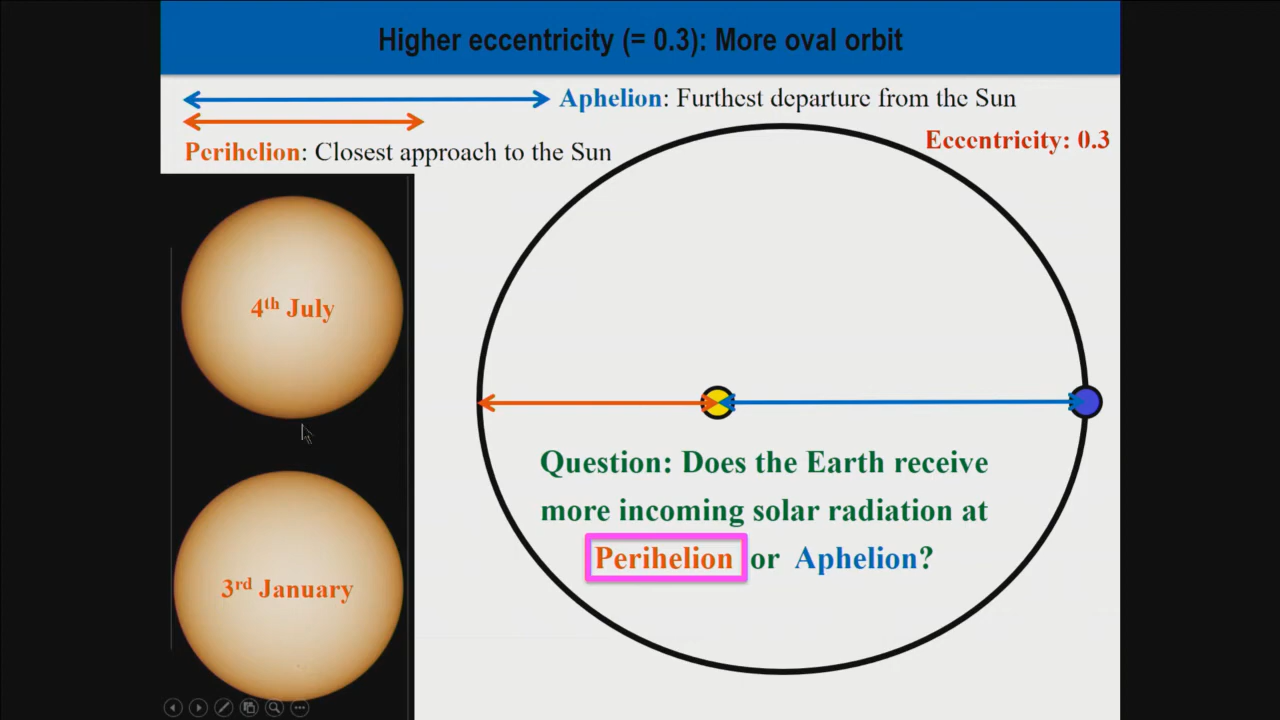 Higher eccentricity (= 0.3): More oval orbit
Aphelion: Furthest departure from the Sun
Eccentricity: 0.3
Perihelion: Closest approach to the Sun
4th July
3rd January
Question: Does the Earth receive
more incoming solar radiation at
Perihelion or Aphelion?